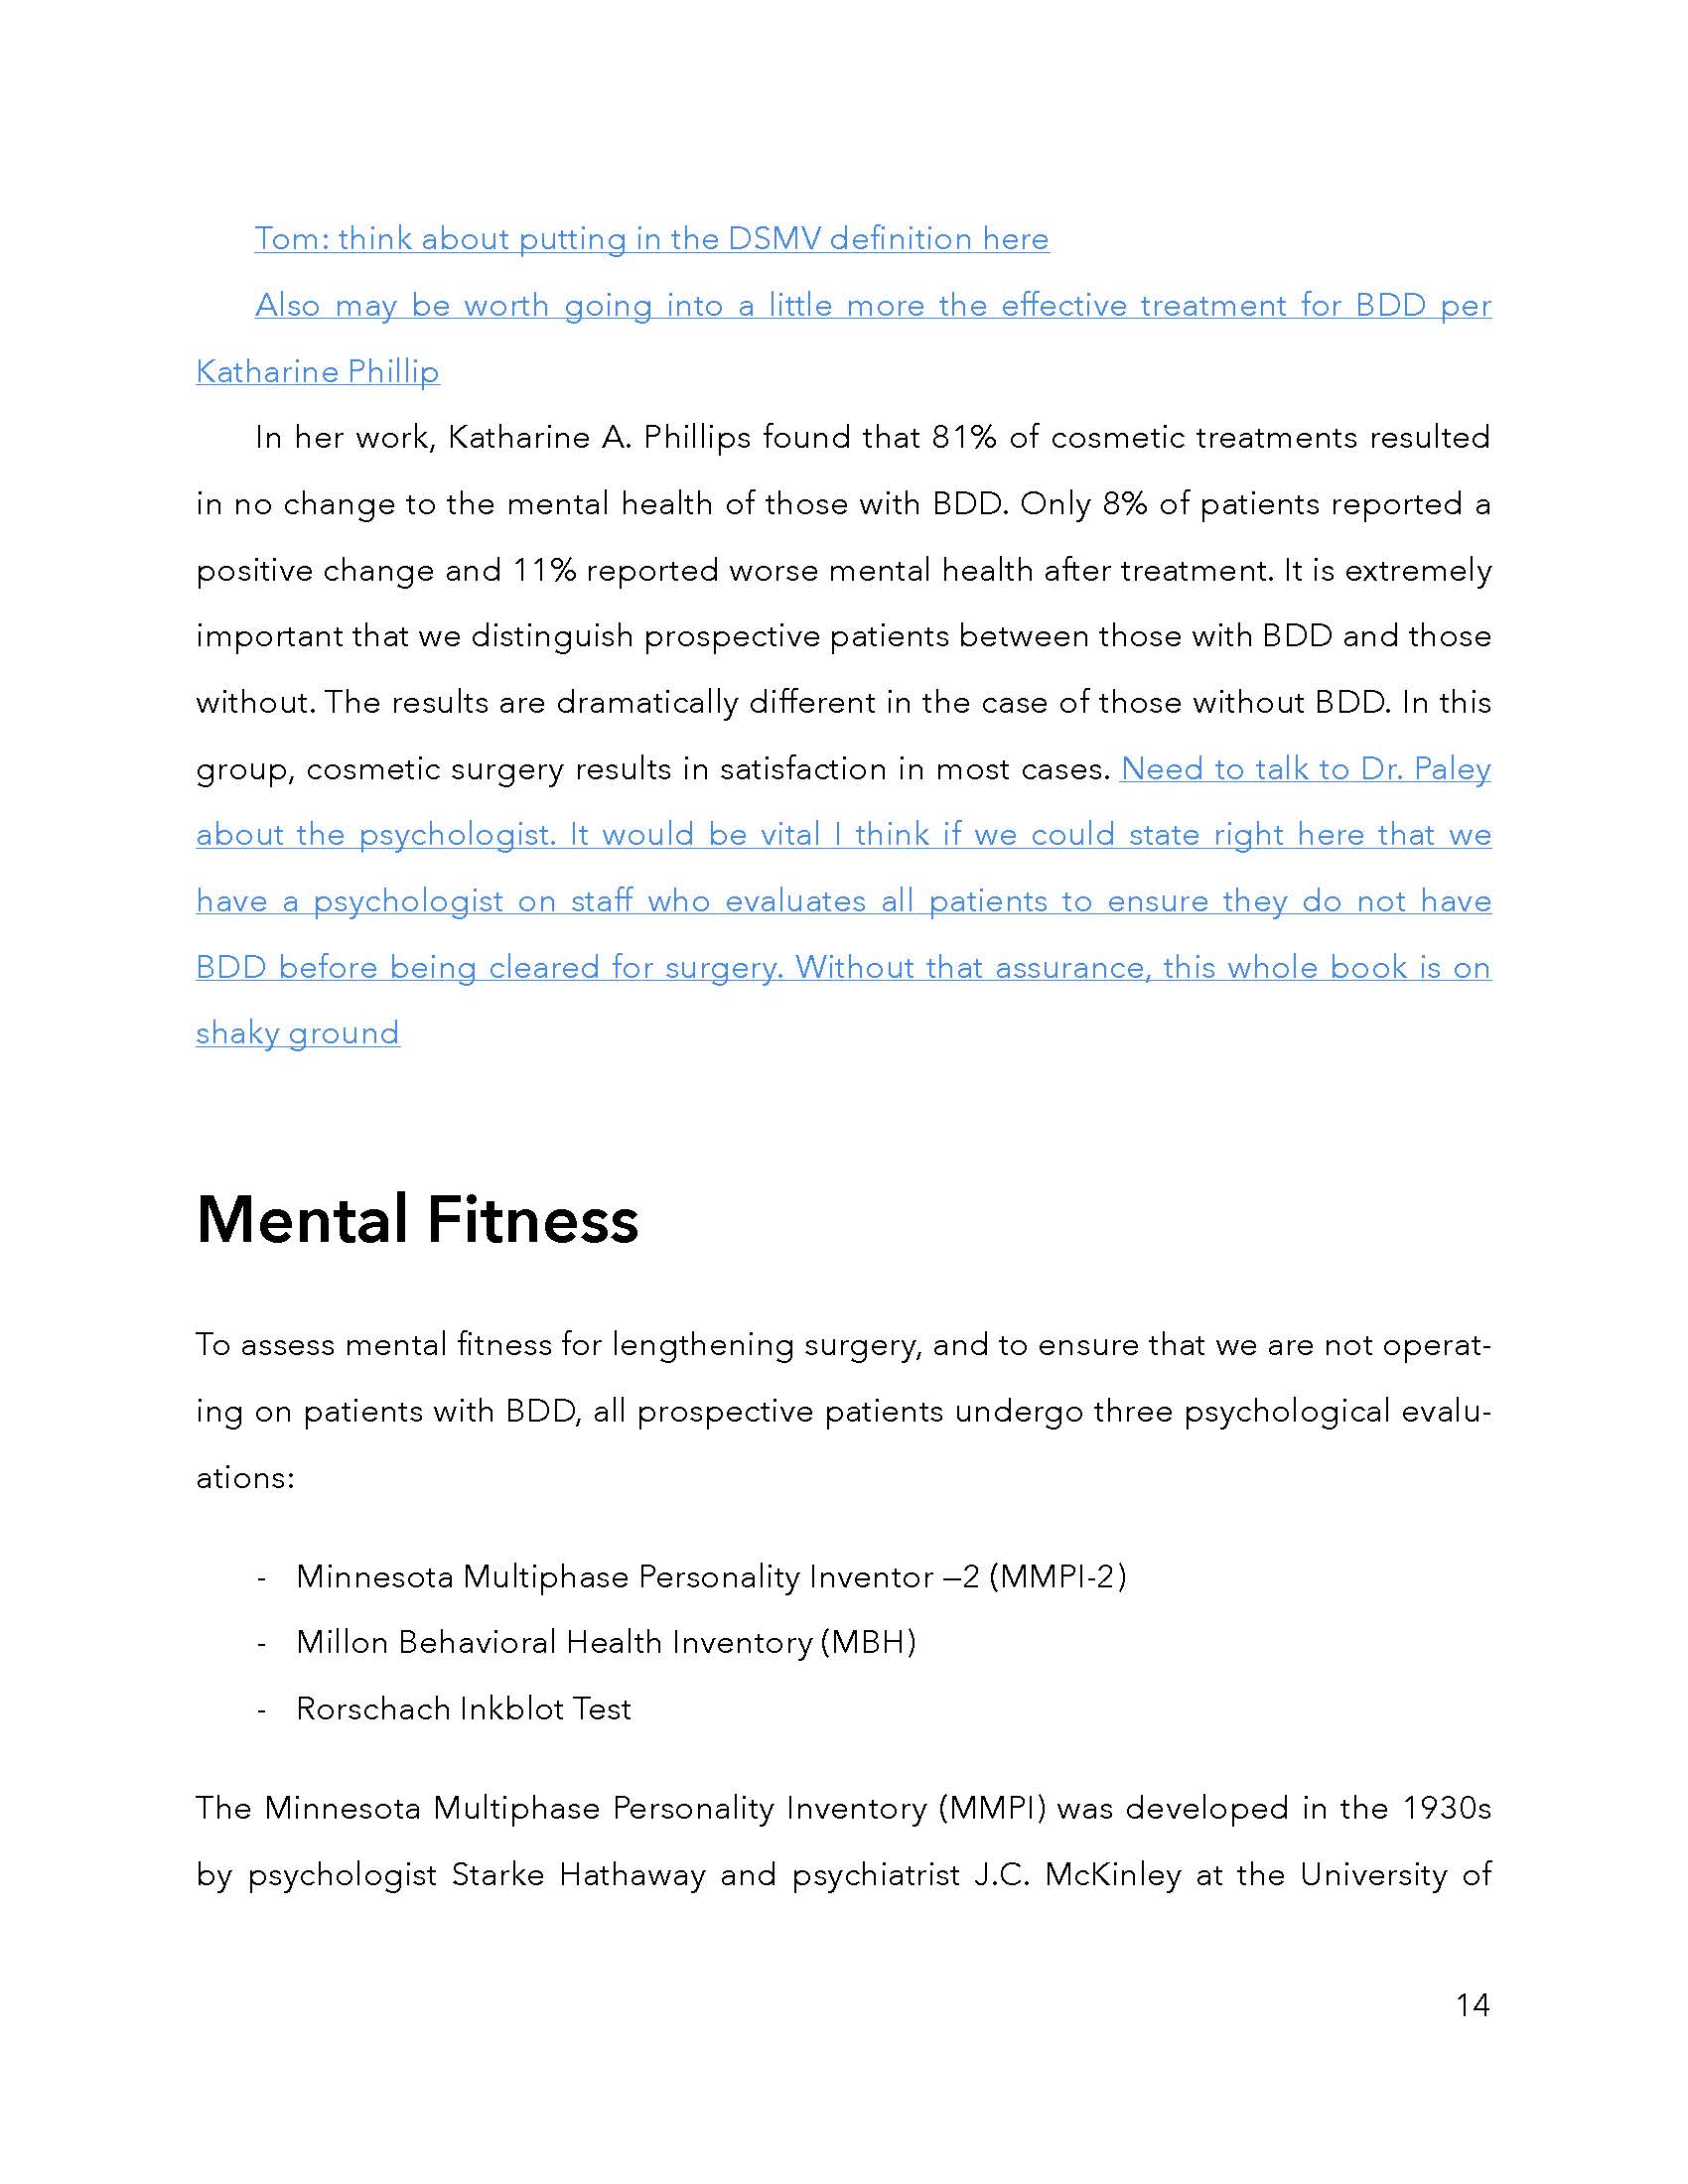 Tom: think about putting in the DSMV definition here
Also may be worth going into a little more the effective treatment for BDD per
Katharine Phillip
In her work, Katharine A. Phillips found that 81% of cosmetic treatments resulted
in no change to the mental health of those with BDD. Only 8% of patients reported a
positive change and 11% reported worse mental health after treatment. It is extremely
important that we distinguish prospective patients between those with BDD and those
without. The results are dramatically different in the case of those without BDD. In this
group, cosmetic surgery results in satisfaction in most cases. Need to talk to Dr. Paley
about the psychologist. It would be vital I think if we could state right here that we
have a psychologist on staff who evaluates all patients to ensure they do not have
BDD before being cleared for surgery. Without that assurance, this whole book is on
shaky ground
Mental Fitness
To assess mental fitness for lengthening surgery, and to ensure that we are not operat-
ing on patients with BDD, all prospective patients undergo three psychological evalu-
ations:
- Minnesota Multiphase Personality Inventor –2 (MMPI-2)
- Millon Behavioral Health Inventory (MBH)
- Rorschach Inkblot Test
The Minnesota Multiphase Personality Inventory (MMPI) was developed in the 1930s
by psychologist Starke Hathaway and psychiatrist J.C. McKinley at the University of
14